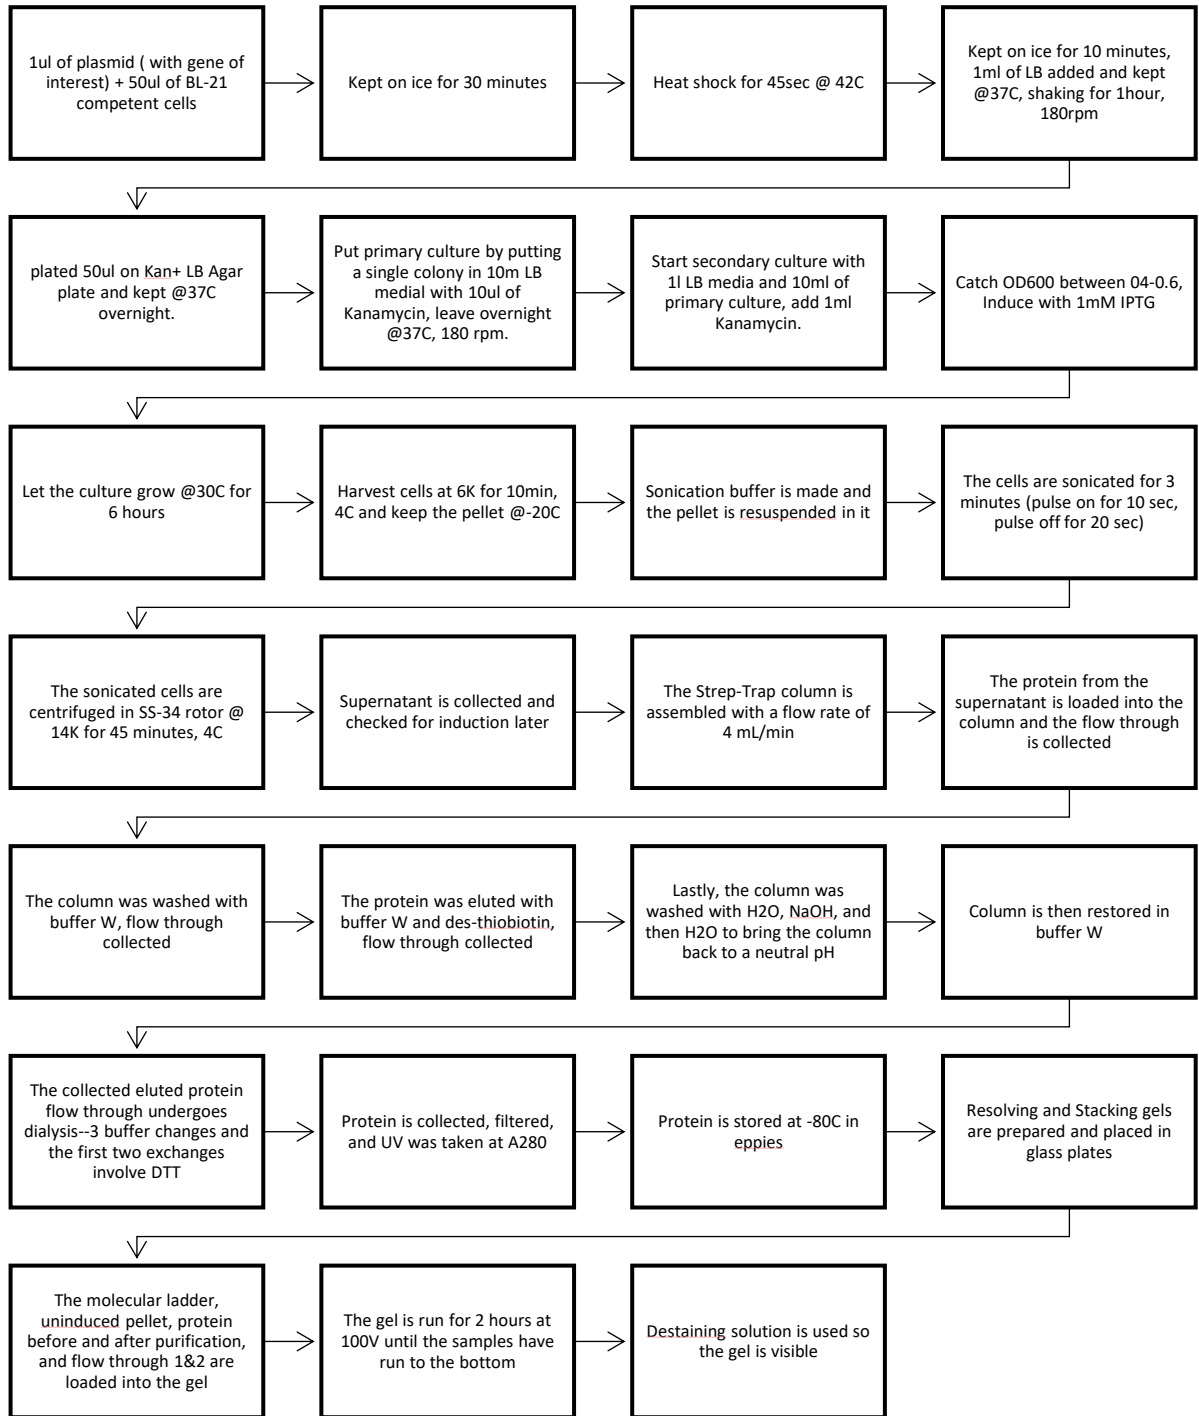 1ul of plasmid ( with gene of
interest) + 50ul of BL-21
competent cells
Kept on ice for 30 minutes
Heat shock for 45sec @ 42C
Kept on ice for 10 minutes,
1ml of LB added and kept
@37C, shaking for 1hour,
180rpm
plated 50ul on Kan+ LB Agar
plate and kept @37C
overnight.
Put primary culture by putting
a single colony in 10m LB
medial with 10ul of
Kanamycin, leave overnight
@37C, 180 rpm.
Start secondary culture with
1l LB media and 10ml of
primary culture, add 1ml
Kanamycin.
Catch OD600 between 04-0.6,
Induce with 1mM IPTG
Let the culture grow @30C for
6 hours
Harvest cells at 6K for 10min,
4C and keep the pellet @-20C
Sonication buffer is made and
the pellet is resuspended in it
The cells are sonicated for 3
minutes (pulse on for 10 sec,
pulse off for 20 sec)
The sonicated cells are
centrifuged in SS-34 rotor @
14K for 45 minutes, 4C
Supernatant is collected and
checked for induction later
The Strep-Trap column is
assembled with a flow rate of
4 mL/min
The protein from the
supernatant is loaded into the
column and the flow through
is collected
The column was washed with
buffer W, flow through
collected
The protein was eluted with
buffer W and des-thiobiotin,
flow through collected
Lastly, the column was
washed with H2O, NaOH, and
then H2O to bring the column
back to a neutral pH
Column is then restored in
buffer W
The collected eluted protein
flow through undergoes
dialysis--3 buffer changes and
the first two exchanges
involve DTT
Protein is collected, filtered,
and UV was taken at A280
Protein is stored at -80C in
eppies
Resolving and Stacking gels
are prepared and placed in
glass plates
The molecular ladder,
uninduced pellet, protein
before and after purification,
and flow through 1&2 are
loaded into the gel
The gel is run for 2 hours at
100V until the samples have
run to the bottom
Destaining solution is used so
the gel is visible